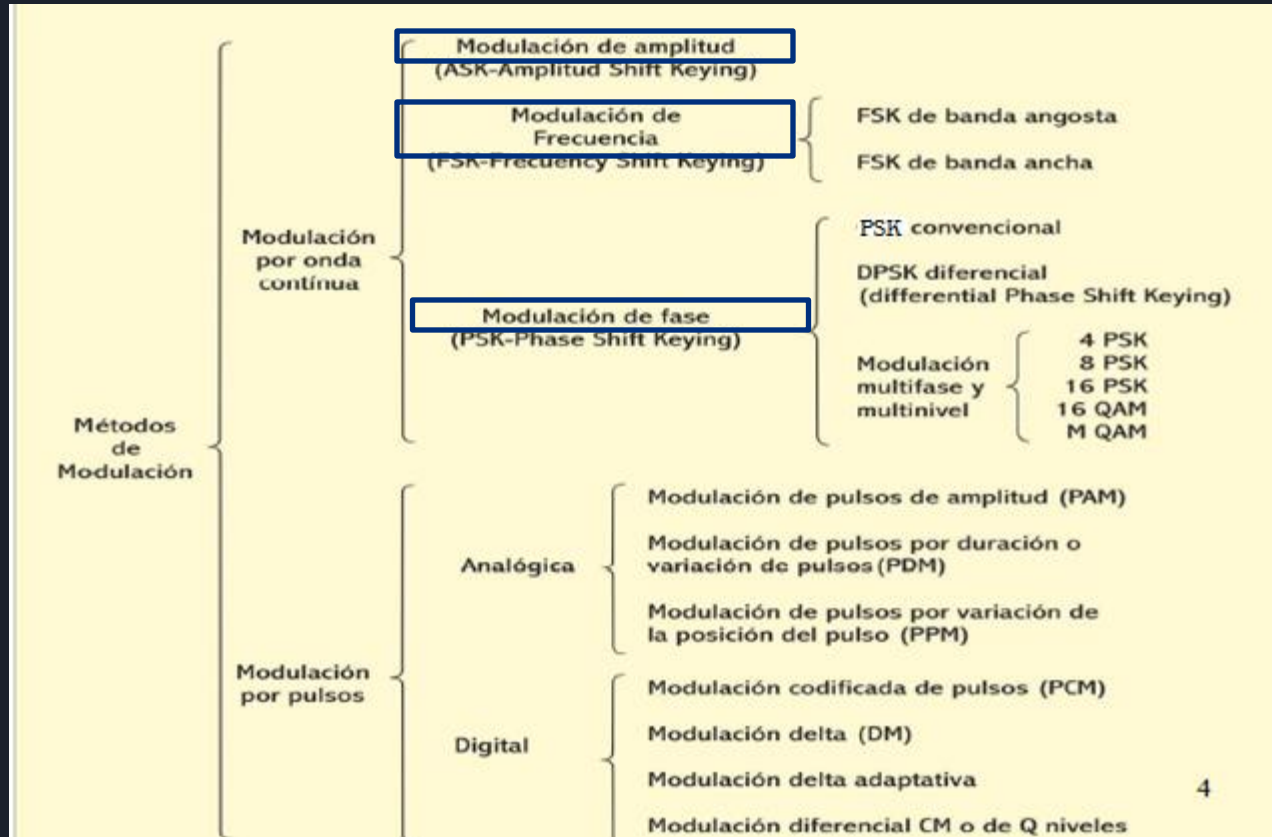 Modulación de amplitud
(ASK-Amplitud Shift Keying)
Modulación de
Frecuencia
(FSK-Frecuency Shift Keying)
FSK de banda angosta
FSK de banda ancha
Modulación
por onda
contínua
PSK convencional
DPSK diferencial
(differential Phase Shift Keying)
Modulación de fase
(PSK-Phase Shift Keying)
Modulación
multifase y
multinivel
4 PSK
8 PSK
16 PSK
16 QAM
M QAM
Métodos
de
Modulación
Modulación de pulsos de amplitud (PAM)
Analógica
Modulación de pulsos por duración o
variación de pulsos (PDM)
Modulación de pulsos por variación de
la posición del pulso (PPM)
Modulación
por pulsos
Modulación codificada de pulsos (PCM)
Digital
Modulación delta (DM)
Modulación delta adaptativa
4
Modulación diferencial CM o de Q niveles